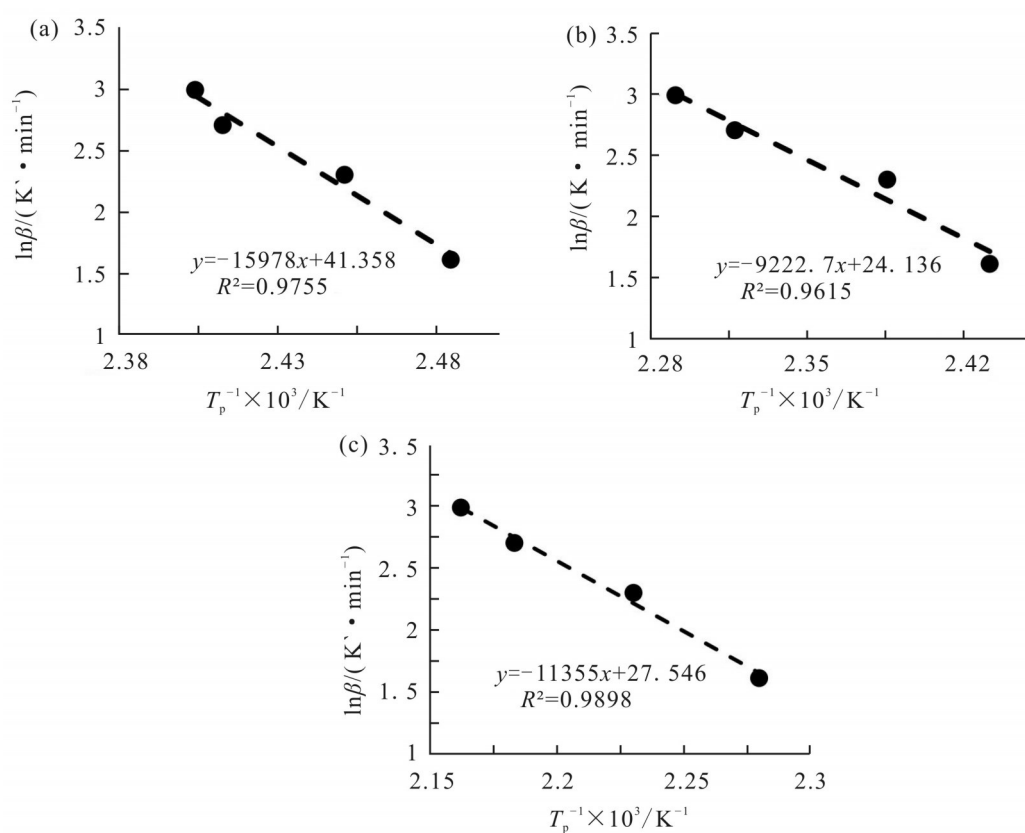 (a)
3.5
3
2.5
2
1.5
1
lnβ/(K`•min⁻¹)
y=−15978x+41.358
R²=0.9755
2.38 2.43 2.48
Tₚ⁻¹×10³/K⁻¹
(b)
3.5
3
2.5
2
1.5
1
lnβ/(K•min⁻¹)
y=−9222.7x+24.136
R²=0.9615
2.28 2.35 2.42
Tₚ⁻¹×10³/K⁻¹
(c)
3.5
3
2.5
2
1.5
1
lnβ/(K`•min⁻¹)
y=−11355x+27.546
R²=0.9898
2.15 2.2 2.25 2.3
Tₚ⁻¹×10³/K⁻¹